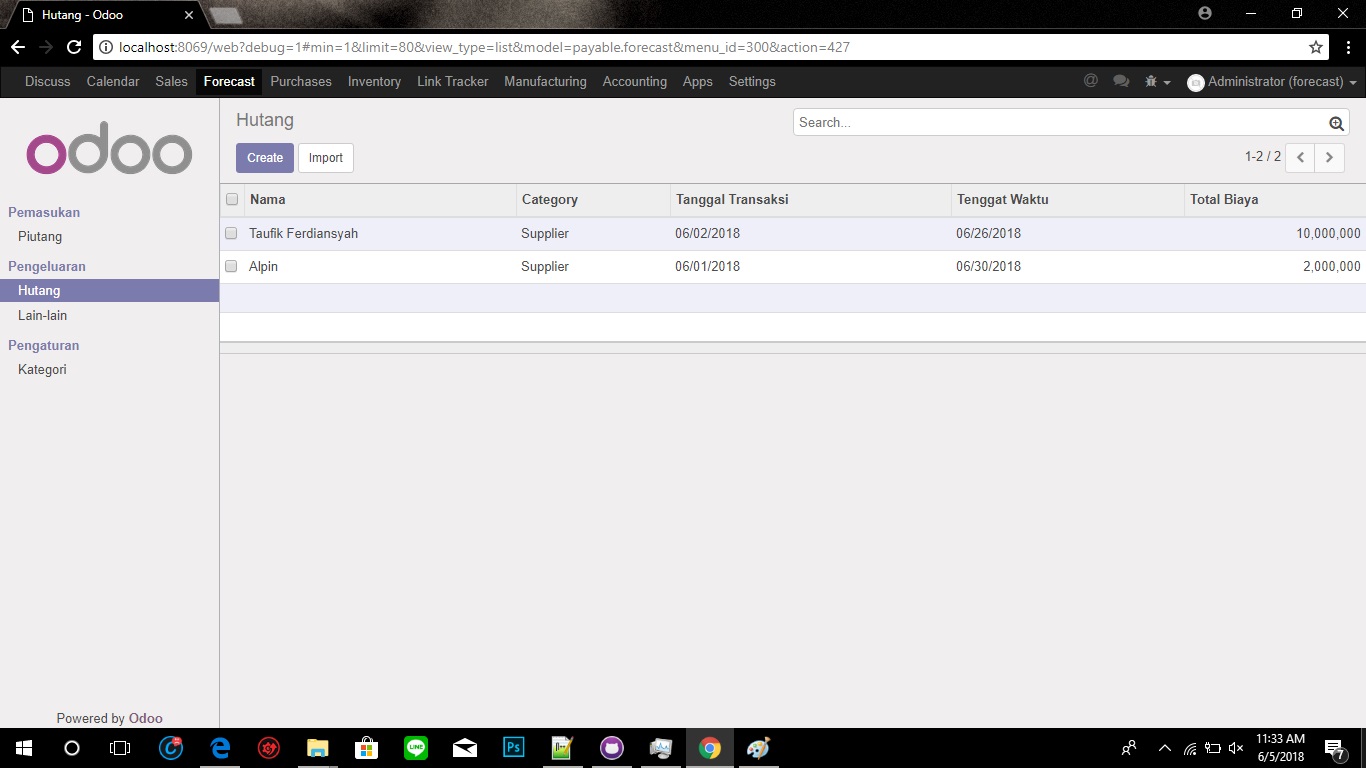 Hutang - Odoo
localhost:8069/web?debug=1#min=1&limit=80&view_type=list&model=payable.forecast&menu_id=300&action=427
Discuss Calendar Sales Forecast Purchases Inventory Link Tracker Manufacturing Accounting Apps Settings @ Administrator (forecast)
odoo
Pemasukan
Piutang
Pengeluaran
Hutang
Lain-lain
Pengaturan
Kategori
Powered by Odoo
Hutang
Search...
Create Import
1-2 / 2
Nama Category Tanggal Transaksi Tenggat Waktu Total Biaya
Taufik Ferdiansyah Supplier 06/02/2018 06/26/2018 10,000,000
Alpin Supplier 06/01/2018 06/30/2018 2,000,000
LINE
Ps
11:33 AM
6/5/2018
7